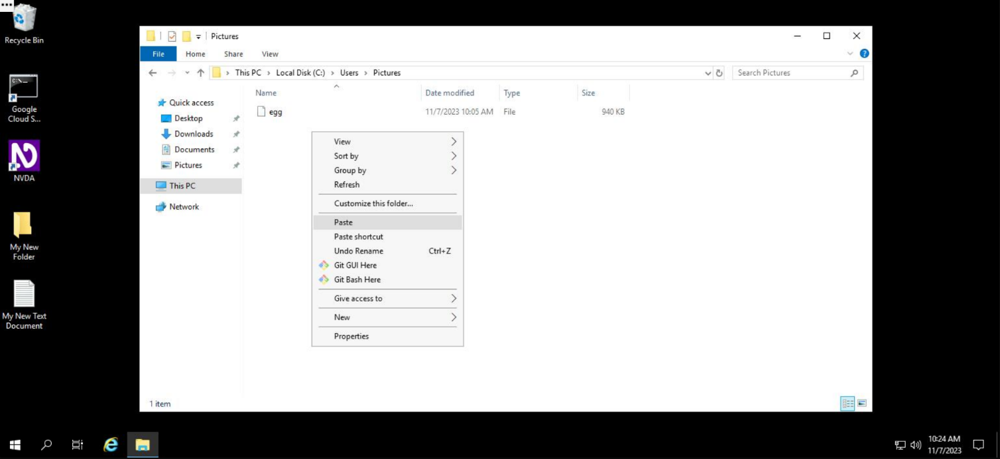 Recycle Bin
Google
Cloud S...
NVDA
My New
Folder
My New Text
Document
Pictures
File Home Share View
This PC > Local Disk (C:) > Users > Pictures
Search Pictures
Quick access
Desktop
Downloads
Documents
Pictures
This PC
Network
Name Date modified Type Size
egg 11/7/2023 10:05 AM File 940 KB
View
Sort by
Group by
Refresh
Customize this folder...
Paste
Paste shortcut
Undo Rename Ctrl+Z
Git GUI Here
Git Bash Here
Give access to
New
Properties
1 item
10:24 AM
11/7/2023